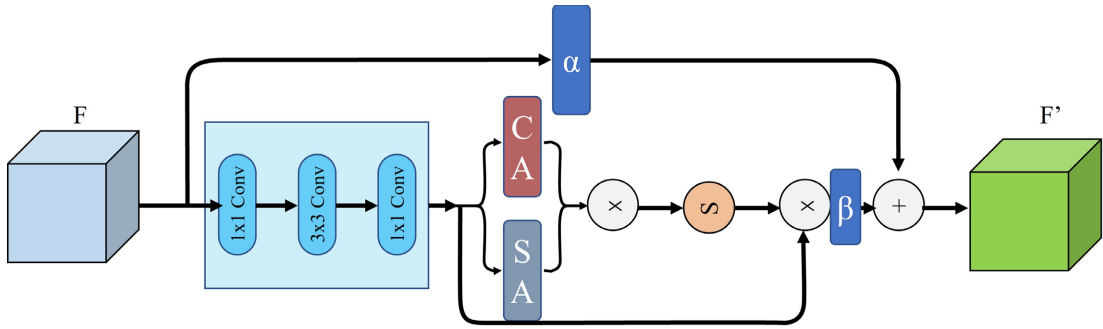 F
α
F'
1x1 Conv
3x3 Conv
1x1 Conv
C
A
S
A
x
S
x
β
+